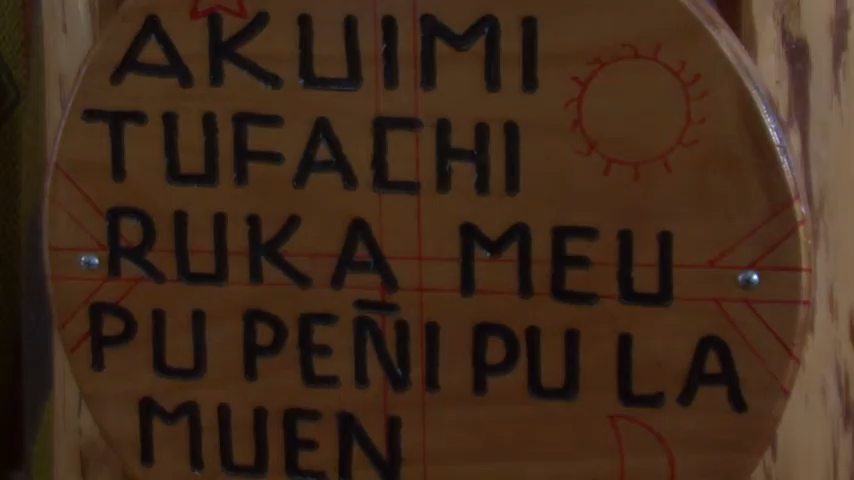 AKUIMI
TUFACHI
RUKA MEU
PU PEÑI PU LA
MUEN